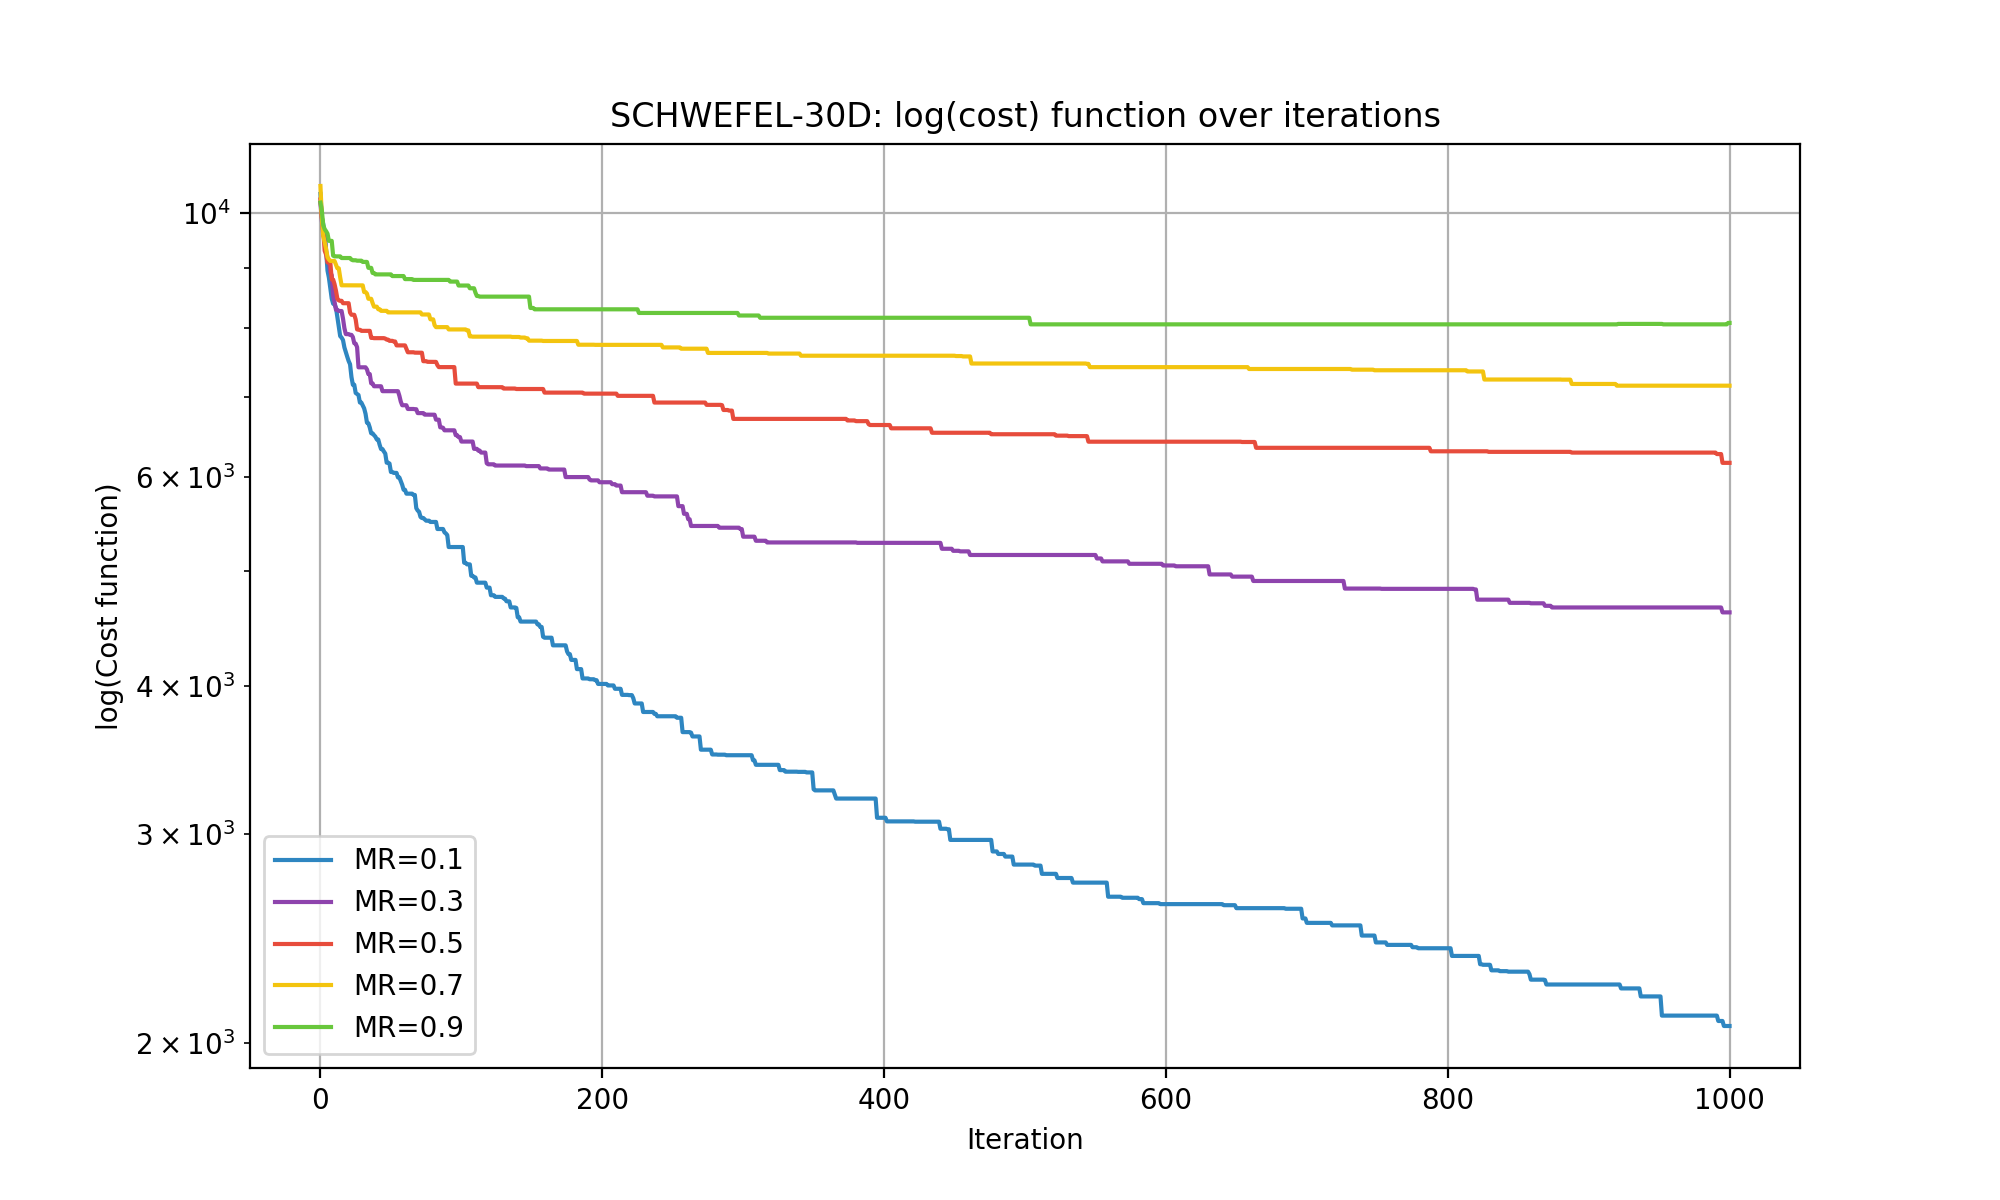 SCHWEFEL-30D: log(cost) function over iterations
log(Cost function)
10⁴
6 × 10³
4 × 10³
3 × 10³
2 × 10³
MR=0.1
MR=0.3
MR=0.5
MR=0.7
MR=0.9
0 200 400 600 800 1000
Iteration